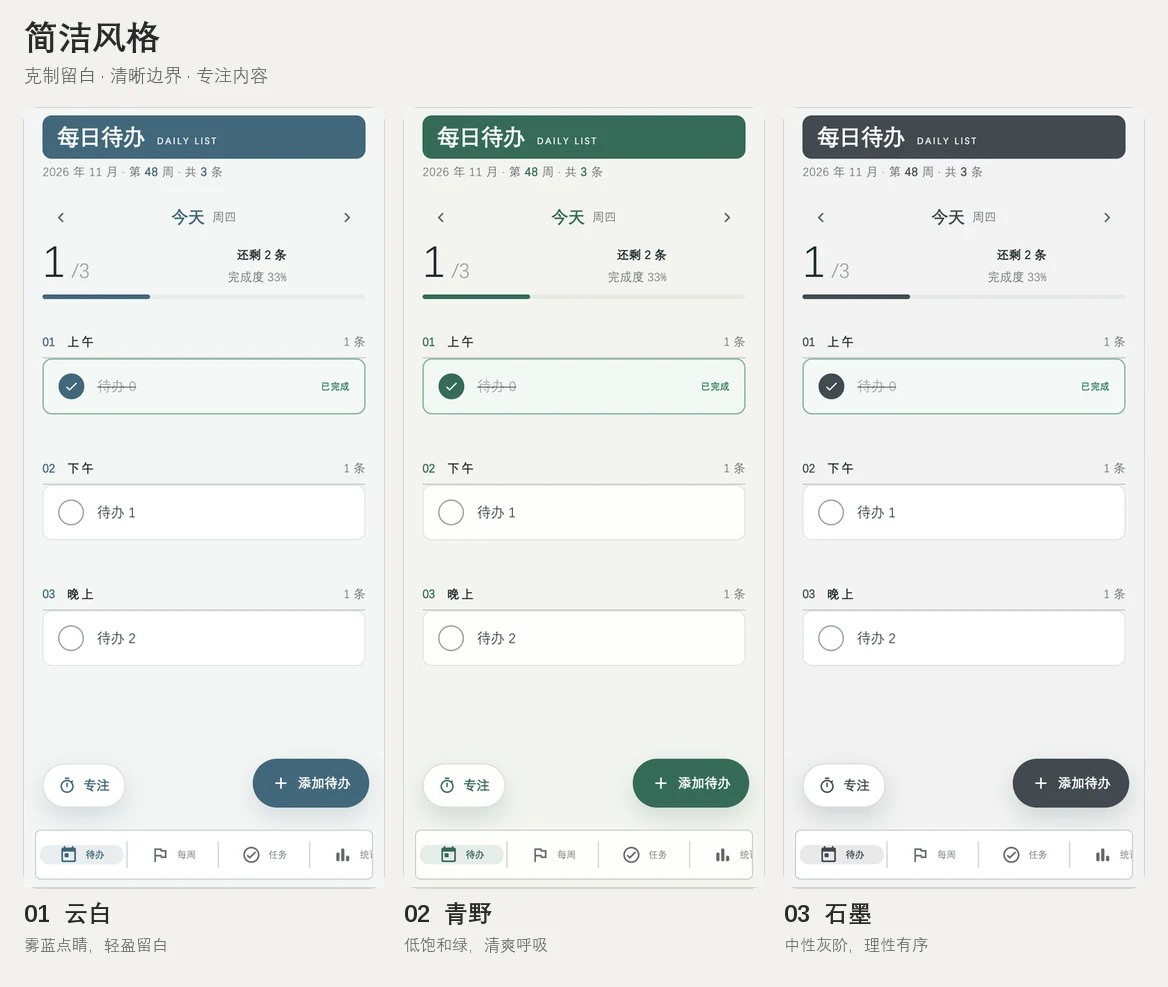 简洁风格
克制留白 · 清晰边界 · 专注内容
每日待办 DAILY LIST
2026 年 11 月 · 第 48 周 · 共 3 条
今天 周四
1 /3
还剩 2 条
完成度 33%
01 上午 1 条
待办 0 已完成
02 下午 1 条
待办 1
03 晚上 1 条
待办 2
专注
添加待办
待办 每周 任务
01 云白
雾蓝点睛，轻盈留白
每日待办 DAILY LIST
2026 年 11 月 · 第 48 周 · 共 3 条
今天 周四
1 /3
还剩 2 条
完成度 33%
01 上午 1 条
待办 0 已完成
02 下午 1 条
待办 1
03 晚上 1 条
待办 2
专注
添加待办
待办 每周 任务
02 青野
低饱和绿，清爽呼吸
每日待办 DAILY LIST
2026 年 11 月 · 第 48 周 · 共 3 条
今天 周四
1 /3
还剩 2 条
完成度 33%
01 上午 1 条
待办 0 已完成
02 下午 1 条
待办 1
03 晚上 1 条
待办 2
专注
添加待办
待办 每周 任务
03 石墨
中性灰阶，理性有序